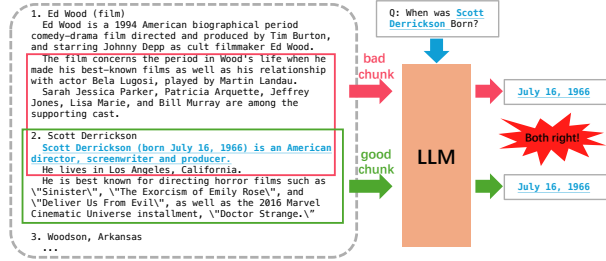 1. Ed Wood (film)
Ed Wood is a 1994 American biographical period
comedy-drama film directed and produced by Tim Burton,
and starring Johnny Depp as cult filmmaker Ed Wood.
The film concerns the period in Wood's life when he
made his best-known films as well as his relationship
with actor Bela Lugosi, played by Martin Landau.
Sarah Jessica Parker, Patricia Arquette, Jeffrey
Jones, Lisa Marie, and Bill Murray are among the
supporting cast.
2. Scott Derrickson
Scott Derrickson (born July 16, 1966) is an American
director, screenwriter and producer.
He lives in Los Angeles, California.
He is best known for directing horror films such as
\"Sinister\", \"The Exorcism of Emily Rose\", and
\"Deliver Us From Evil\", as well as the 2016 Marvel
Cinematic Universe installment, \"Doctor Strange.\"
3. Woodson, Arkansas
...
bad
chunk
good
chunk
Q: When was Scott
Derrickson Born?
LLM
July 16, 1966
Both right!
July 16, 1966